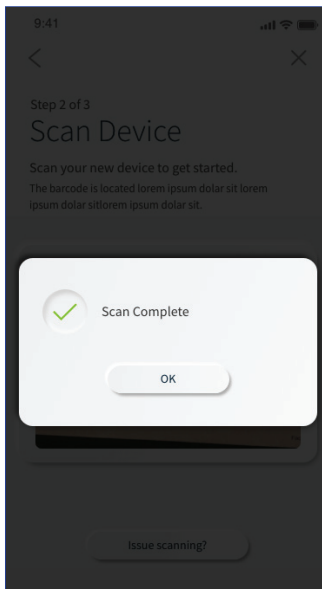 9:41
Step 2 of 3
Scan Device
Scan your new device to get started.
The barcode is located lorem ipsum dolar sit lorem
ipsum dolar sitlorem ipsum dolar sit.
Scan Complete
OK
Issue scanning?